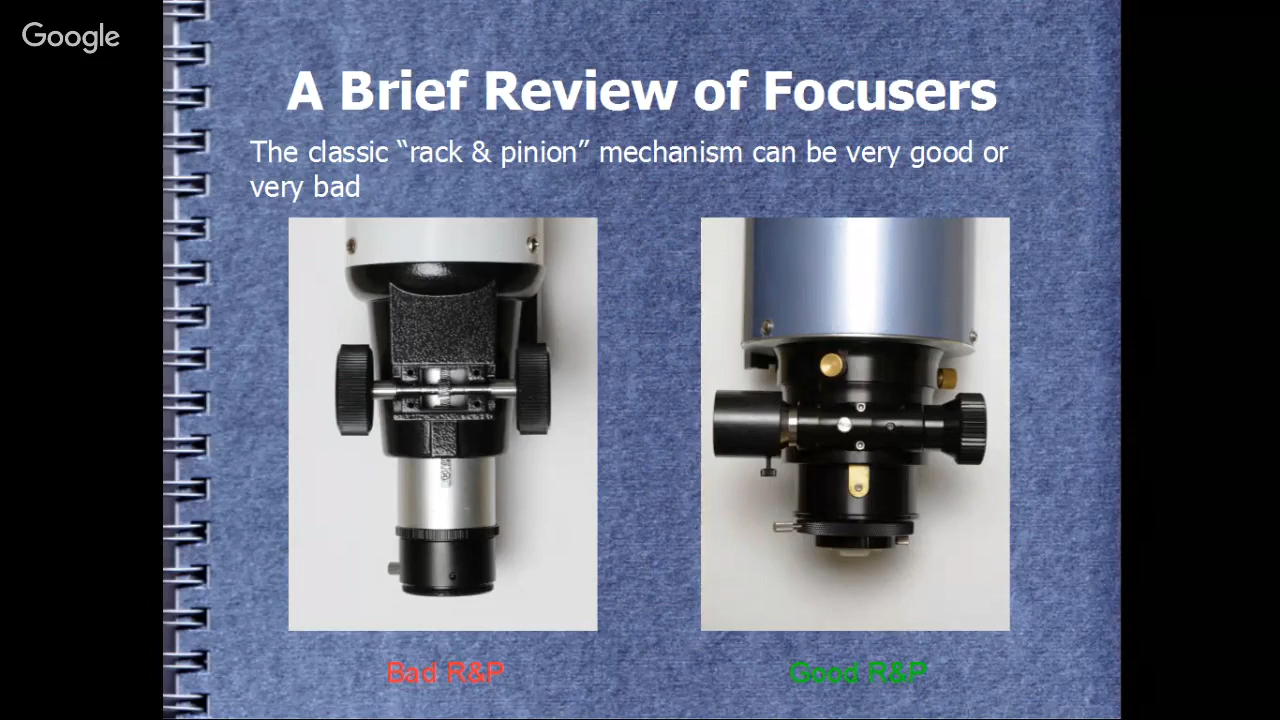 Google
A Brief Review of Focusers
The classic “rack & pinion” mechanism can be very good or
very bad
Bad R&P
Good R&P